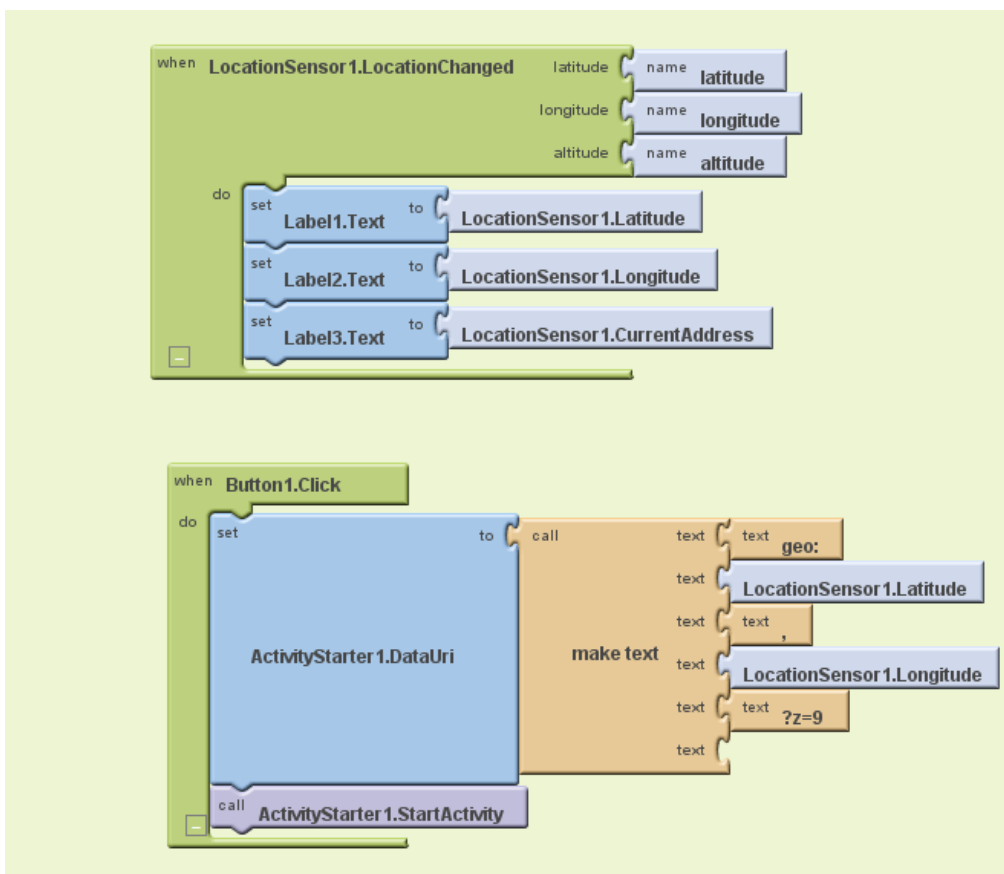 when LocationSensor1.LocationChanged latitude name latitude
longitude name longitude
altitude name altitude
do set Label1.Text to LocationSensor1.Latitude
set Label2.Text to LocationSensor1.Longitude
set Label3.Text to LocationSensor1.CurrentAddress
when Button1.Click
do set to call text text geo:
text LocationSensor1.Latitude
text text ,
ActivityStarter1.DataUri make text text LocationSensor1.Longitude
text text ?z=9
text
call ActivityStarter1.StartActivity